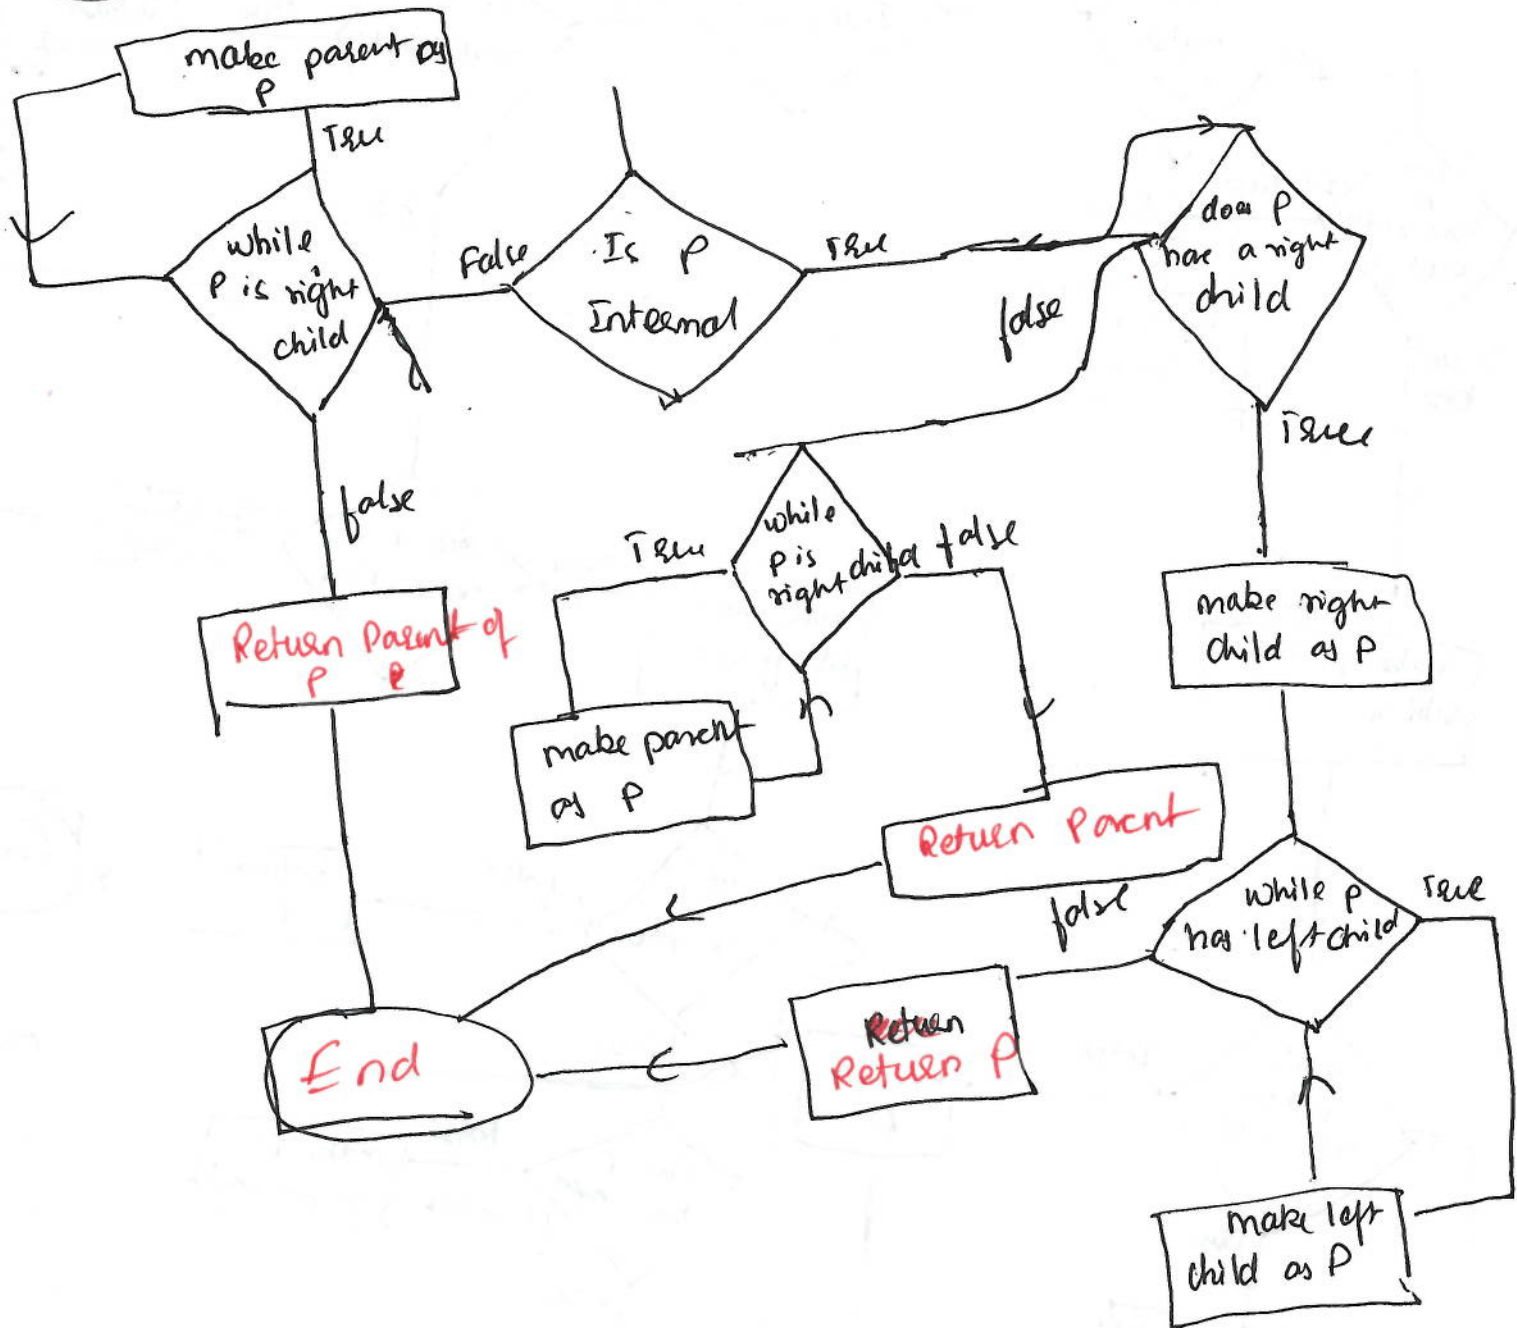 make parent as
P
True
while
P is right
child
False
Is P
Internal
True
does P
have a right
child
false
True
false
Return Parent of
P
True
while
P is
right child
false
make parent
as P
Return Parent
make right
child as P
while P
has left child
True
false
Return
Return P
End
make left
child as P